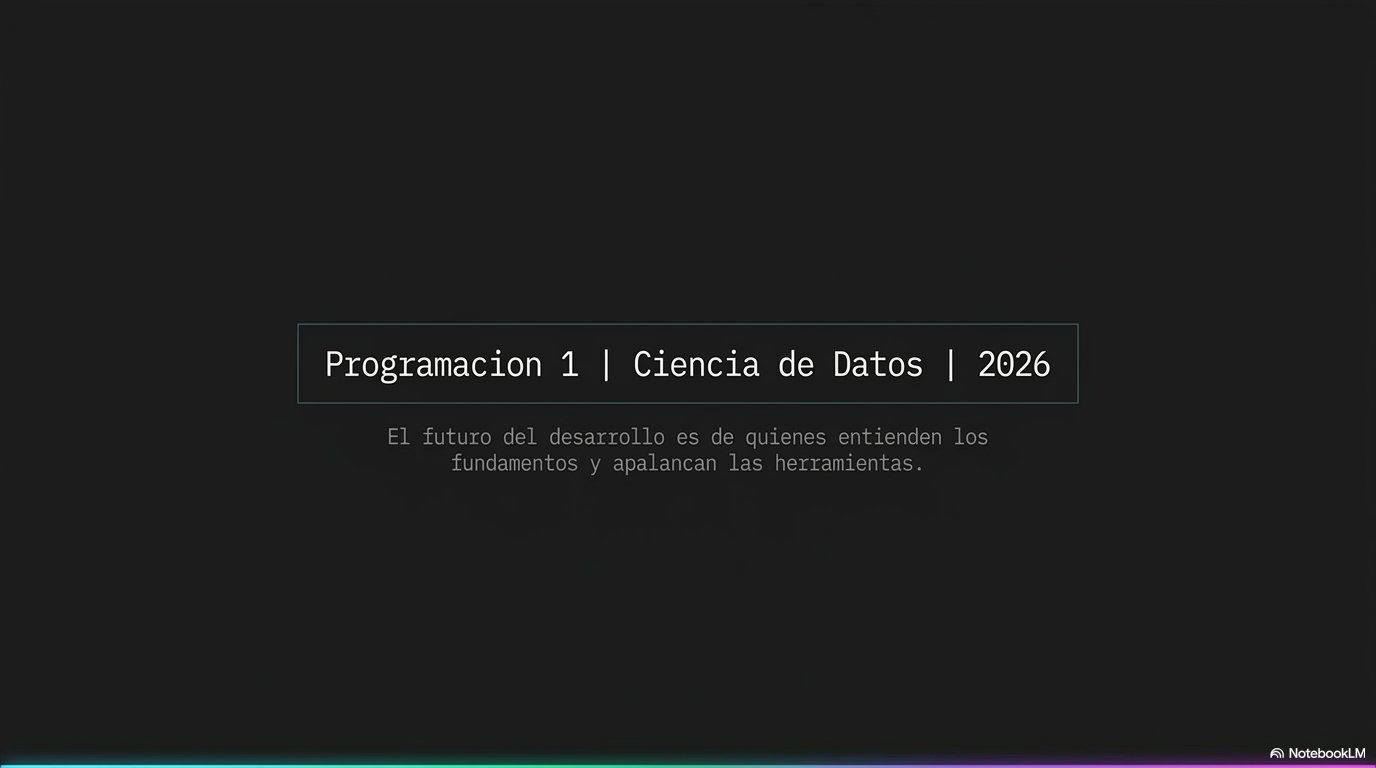 Programacion 1 | Ciencia de Datos | 2026
El futuro del desarrollo es de quienes entienden los
fundamentos y apalancan las herramientas.
NotebookLM